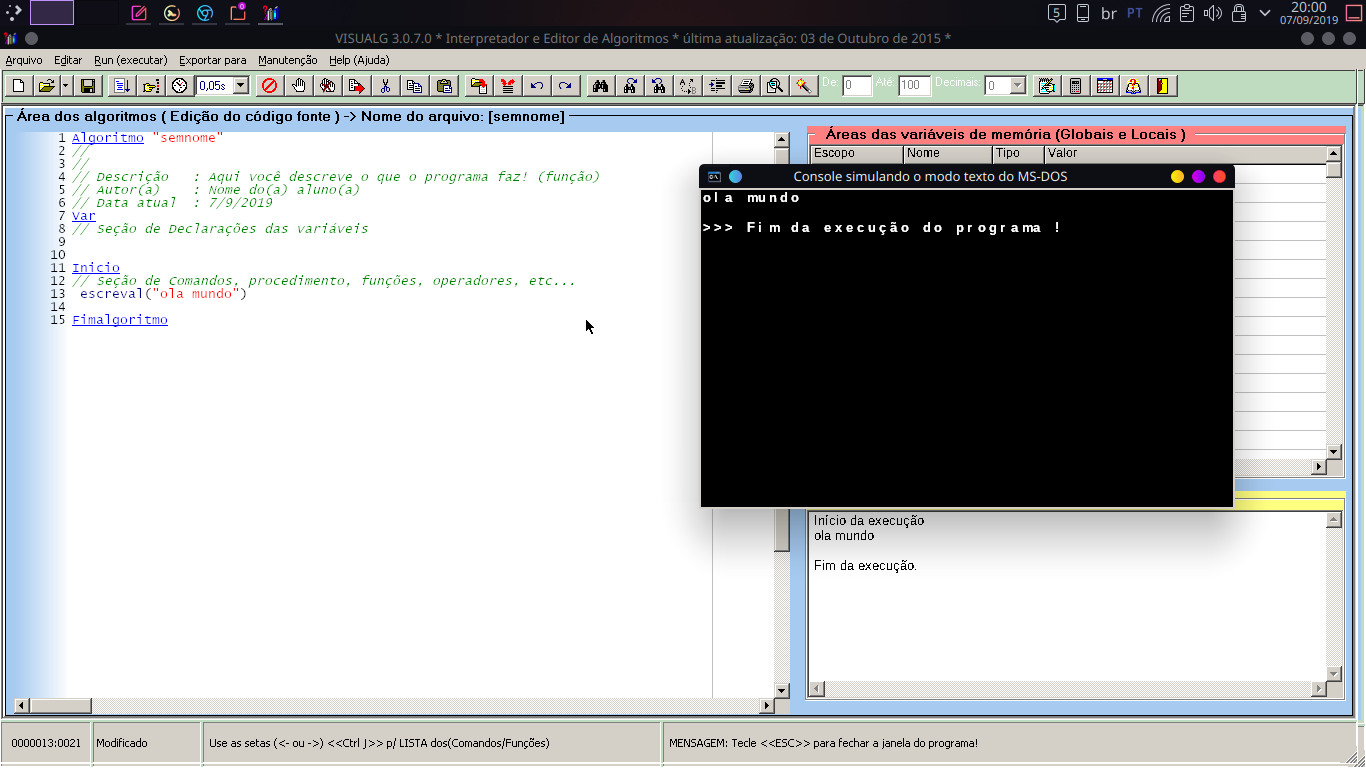 5 br PT 20:00
07/09/2019
VISUALG 3.0.7.0 * Interpretador e Editor de Algoritmos * última atualização: 03 de Outubro de 2015 *
Arquivo Editar Run (executar) Exportar para Manutenção Help (Ajuda)
0,05s De: 0 Até: 100 Decimais: 0
Área dos algoritmos ( Edição do código fonte ) -> Nome do arquivo: [semnome]
1 Algoritmo "semnome"
2 //
3 //
4 // Descrição : Aqui você descreve o que o programa faz! (função)
5 // Autor(a) : Nome do(a) aluno(a)
6 // Data atual : 7/9/2019
7 Var
8 // Seção de Declarações das variáveis
9
10
11 Inicio
12 // Seção de Comandos, procedimento, funções, operadores, etc...
13 escreval("ola mundo")
14
15 Fimalgoritmo
Áreas das variáveis de memória (Globais e Locais )
Escopo Nome Tipo Valor
Console simulando o modo texto do MS-DOS
ola mundo
>>> Fim da execução do programa !
Início da execução
ola mundo
Fim da execução.
0000013:0021 Modificado Use as setas (<- ou ->) <<Ctrl J>> p/ LISTA dos(Comandos/Funções) MENSAGEM: Tecle <<ESC>> para fechar a janela do programa!